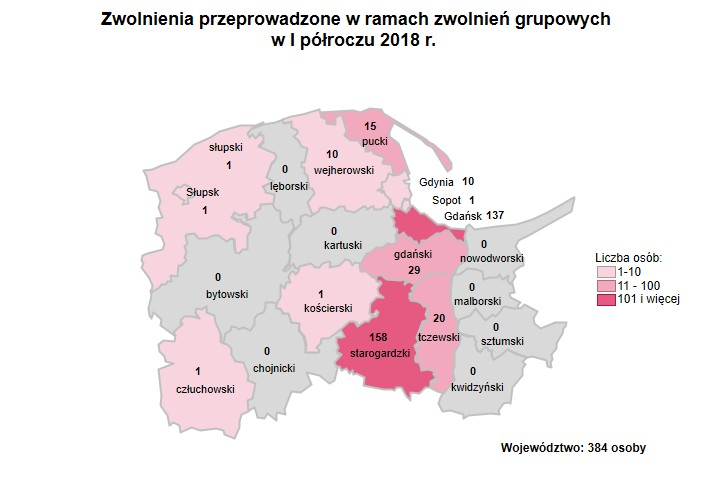 Zwolnienia przeprowadzone w ramach zwolnień grupowych
w I półroczu 2018 r.
15
pucki
słupski
1
0
lęborski
10
wejherowski
Gdynia 10
Słupsk
1
Sopot 1
Gdańsk 137
0
kartuski
gdański
29
0
nowodworski
Liczba osób:
1-10
11 - 100
101 i więcej
0
bytowski
1
kościerski
0
malborski
158
starogardzki
20
tczewski
0
sztumski
0
chojnicki
1
człuchowski
0
kwidzyński
Województwo: 384 osoby